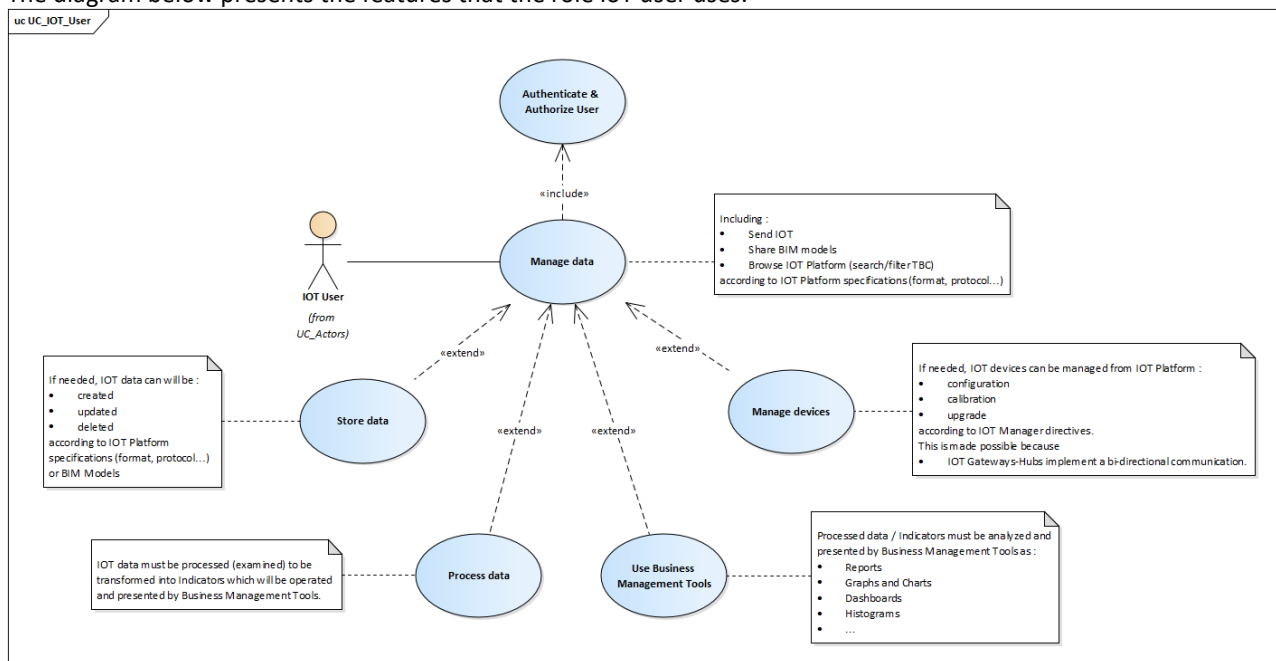 The diagram below presents the features that the role IOT user uses.
uc UC_IOT_User
Authenticate &
Authorize User
«include»
Including :
• Send IOT
• Share BIM models
• Browse IOT Platform (search/filter TBC)
according to IOT Platform specifications (format, protocol…)
Manage data
IOT User
(from
UC_Actors)
«extend»
«extend»
«extend»
«extend»
If needed, IOT data can will be :
• created
• updated
• deleted
according to IOT Platform
specifications (format, protocol…)
or BIM Models
Store data
Manage devices
If needed, IOT devices can be managed from IOT Platform :
• configuration
• calibration
• upgrade
according to IOT Manager directives.
This is made possible because
• IOT Gateways-Hubs implement a bi-directional communication.
IOT data must be processed (examined) to be
transformed into Indicators which will be operated
and presented by Business Management Tools.
Process data
Use Business
Management Tools
Processed data / Indicators must be analyzed and
presented by Business Management Tools as :
• Reports
• Graphs and Charts
• Dashboards
• Histograms
• …